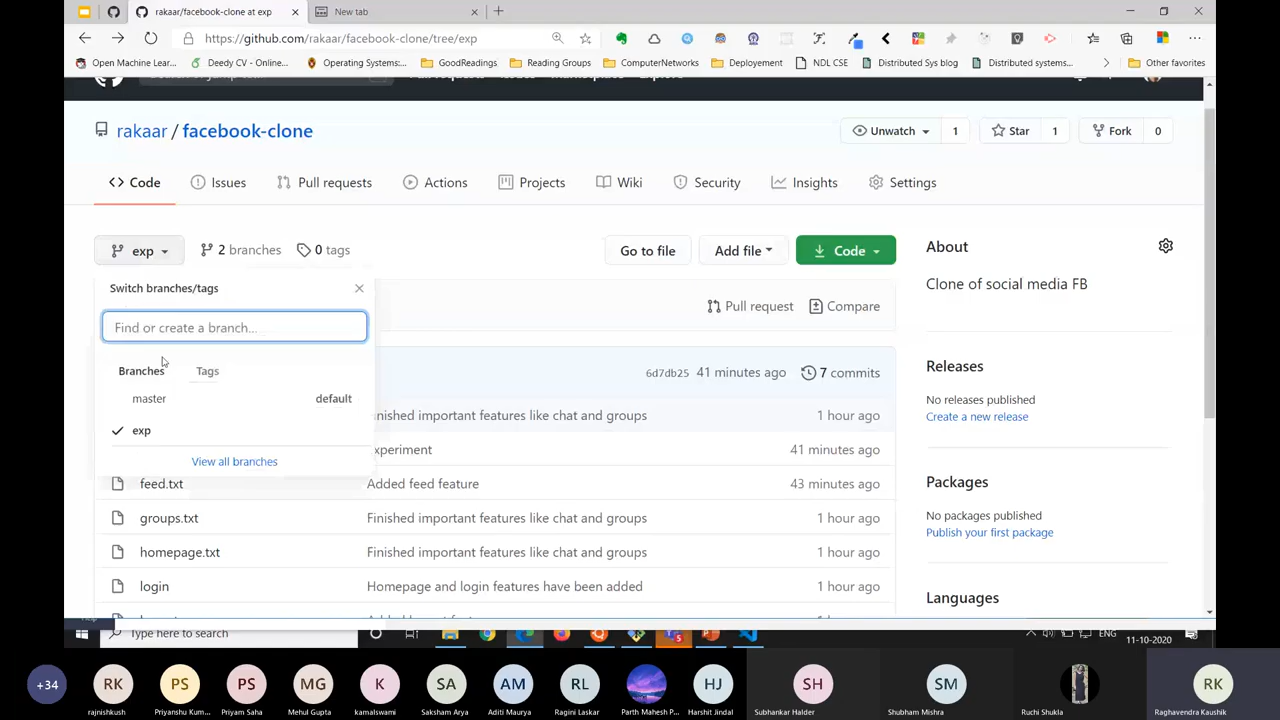 rakaar/facebook-clone at exp
New tab
https://github.com/rakaar/facebook-clone/tree/exp
Open Machine Lear...
Deedy CV - Online...
Operating Systems:...
GoodReadings
Reading Groups
ComputerNetworks
Deployement
NDL CSE
Distributed Sys blog
Distributed systems...
Other favorites
rakaar / facebook-clone
Unwatch 1
Star 1
Fork 0
Code
Issues
Pull requests
Actions
Projects
Wiki
Security
Insights
Settings
exp
2 branches
0 tags
Go to file
Add file
Code
About
Clone of social media FB
Switch branches/tags
Find or create a branch...
Branches
Tags
master default
exp
View all branches
Pull request
Compare
6d7db25 41 minutes ago
7 commits
inished important features like chat and groups 1 hour ago
xperiment 41 minutes ago
feed.txt Added feed feature 43 minutes ago
groups.txt Finished important features like chat and groups 1 hour ago
homepage.txt Finished important features like chat and groups 1 hour ago
login Homepage and login features have been added 1 hour ago
Releases
No releases published
Create a new release
Packages
No packages published
Publish your first package
Languages
Type here to search
ENG
11-10-2020
+34
RK
rajnishkush
PS
Priyanshu Kum...
PS
Priyam Saha
MG
Mehul Gupta
K
kamalswami
SA
Saksham Arya
AM
Aditi Maurya
RL
Ragini Laskar
Parth Mahesh P...
HJ
Harshit Jindal
SH
Subhankar Halder
SM
Shubham Mishra
Ruchi Shukla
RK
Raghavendra Kaushik